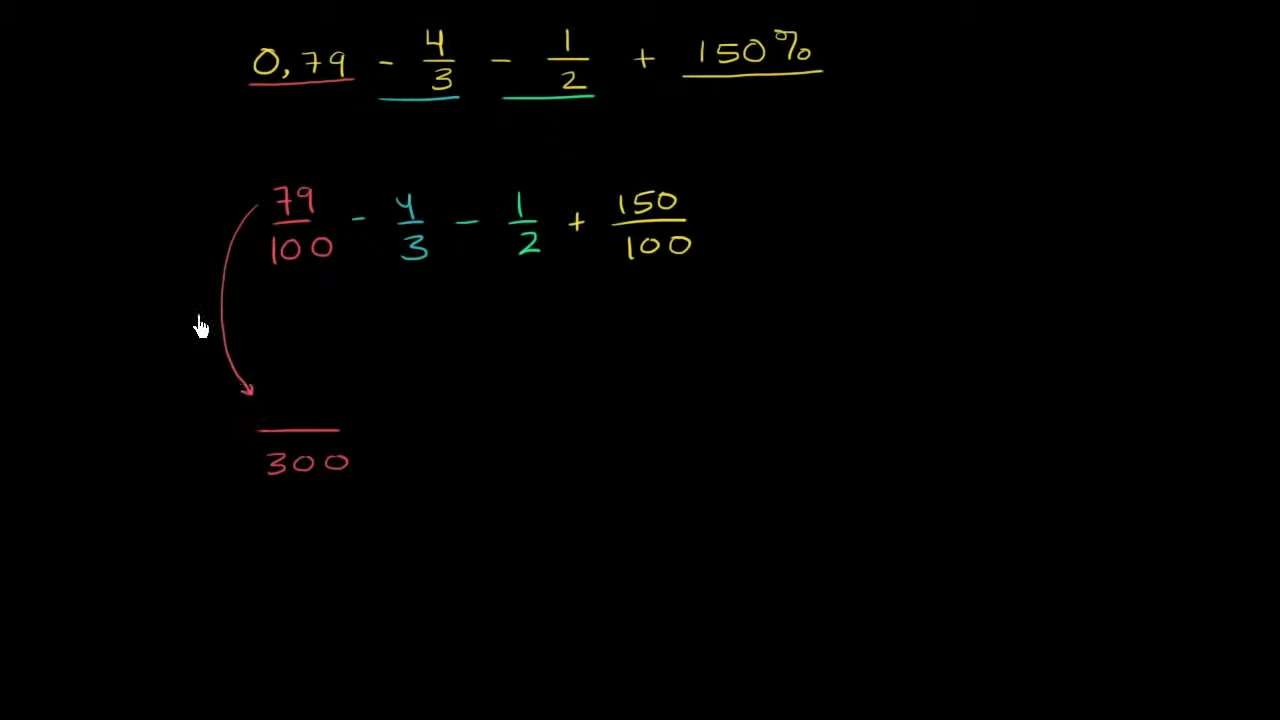 0,79 - 4/3 - 1/2 + 150%
79/100 - 4/3 - 1/2 + 150/100
300